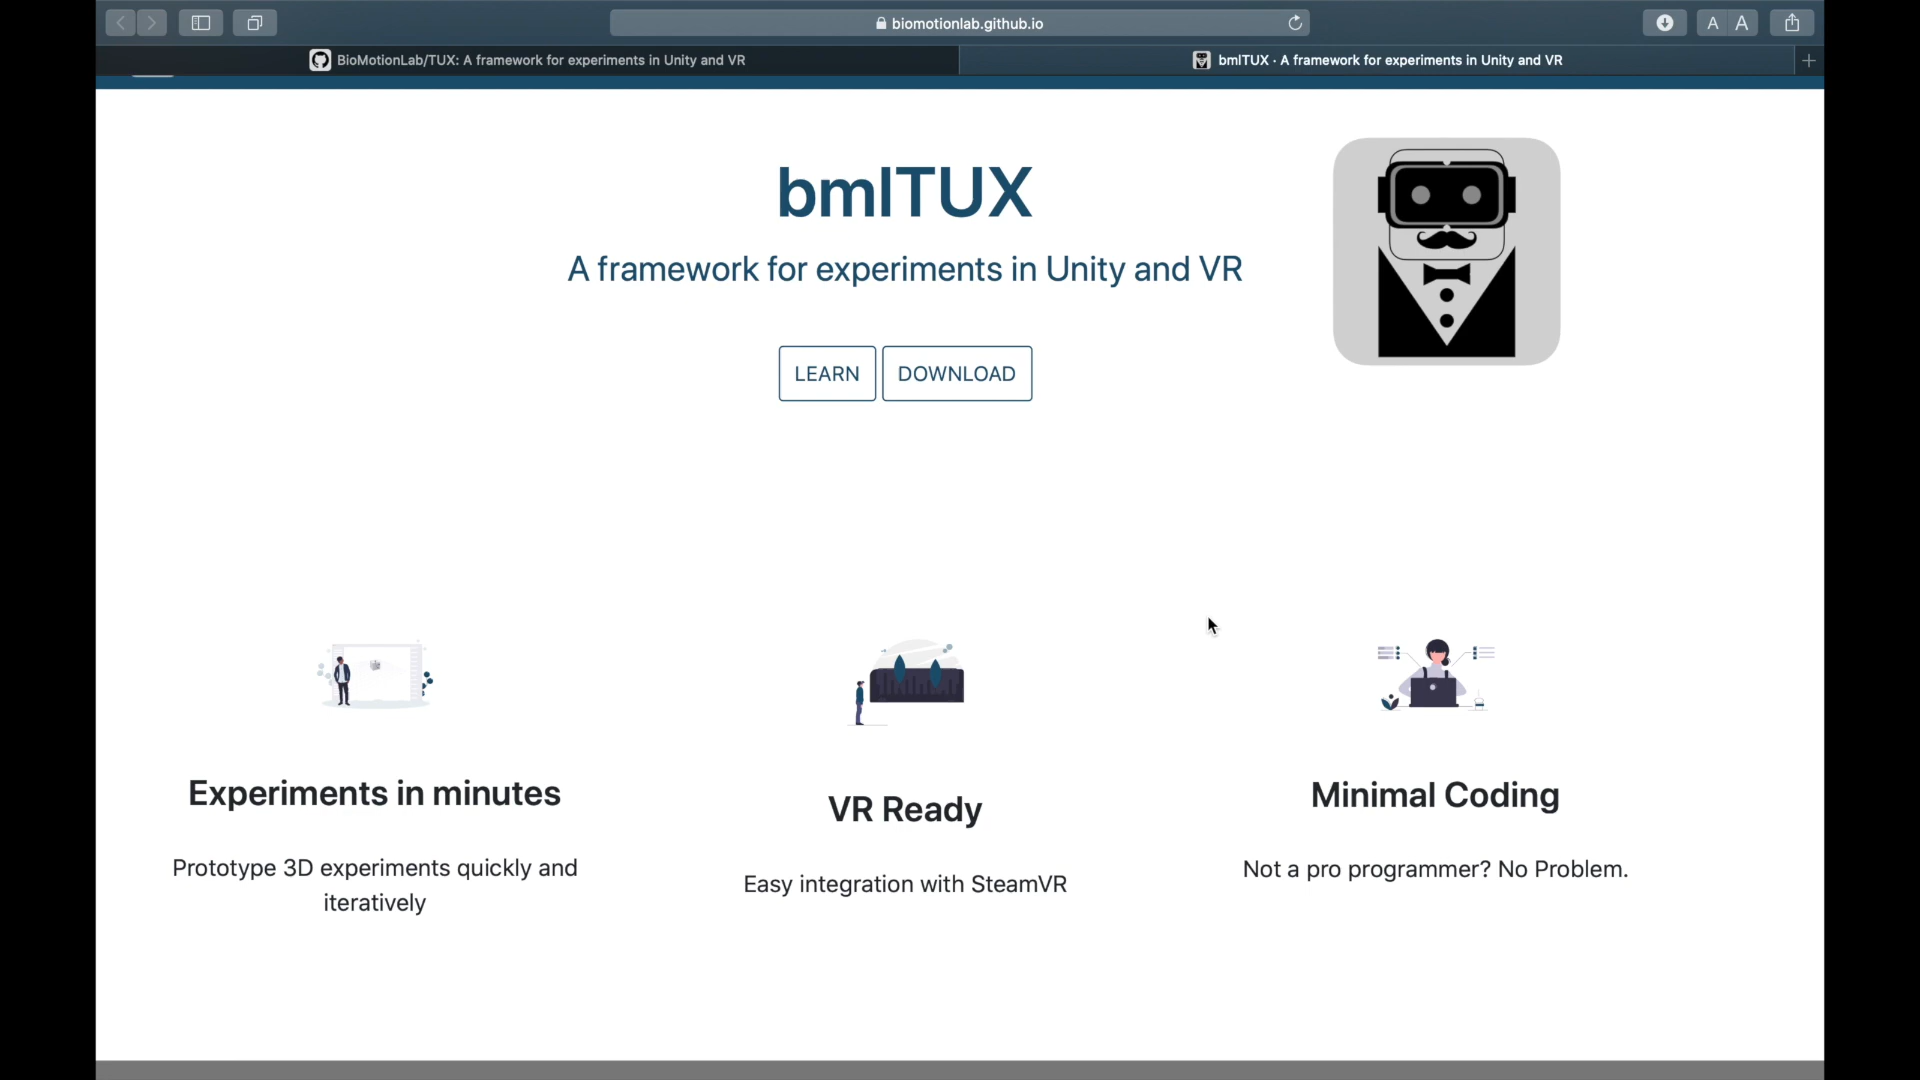 biomotionlab.github.io
A A
BioMotionLab/TUX: A framework for experiments in Unity and VR
bmlTUX · A framework for experiments in Unity and VR
bmlTUX
A framework for experiments in Unity and VR
LEARN
DOWNLOAD
Experiments in minutes
Prototype 3D experiments quickly and
iteratively
VR Ready
Easy integration with SteamVR
Minimal Coding
Not a pro programmer? No Problem.